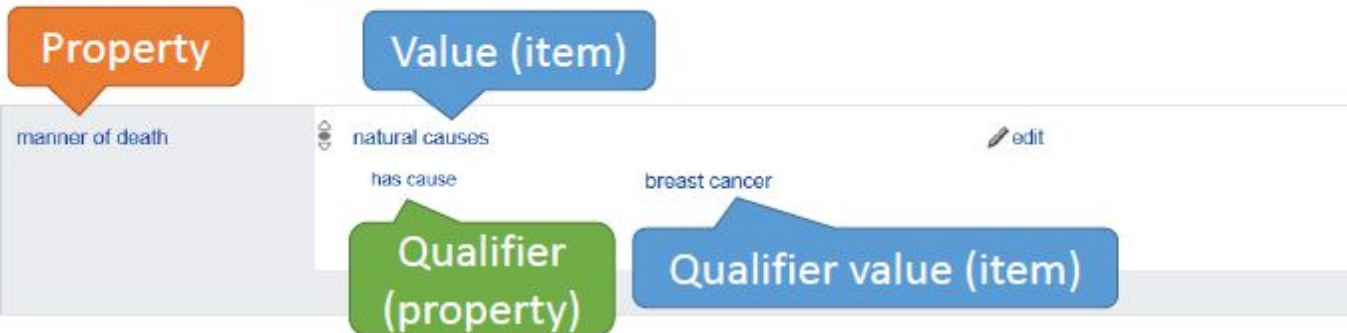 Property
Value (item)
manner of death
natural causes
edit
has cause
breast cancer
Qualifier
(property)
Qualifier value (item)